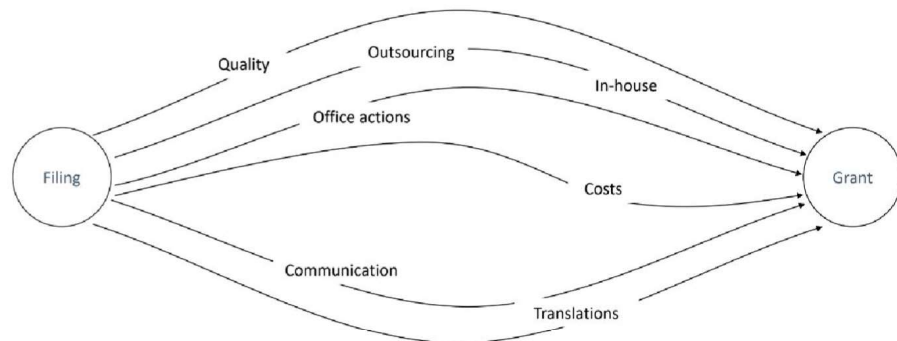 Quality
Outsourcing
In-house
Office actions
Filing
Costs
Grant
Communication
Translations